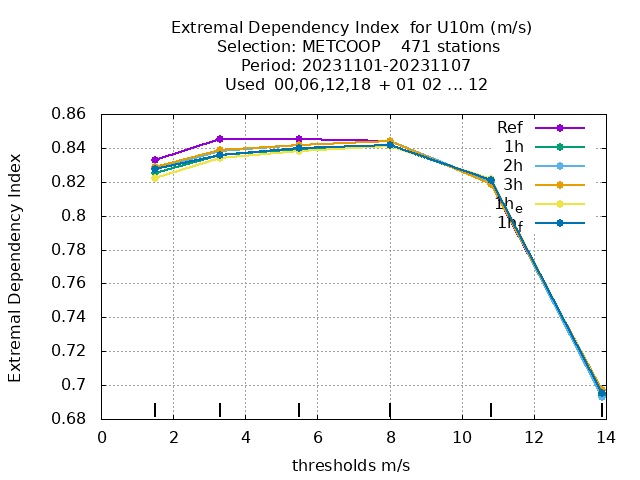 Extremal Dependency Index  for U10m (m/s)
Selection: METCOOP    471 stations
Period: 20231101-20231107
Used  00,06,12,18  + 01 02 ... 12
Extremal Dependency Index
0.86
0.84
0.82
0.8
0.78
0.76
0.74
0.72
0.7
0.68
Ref
1h
2h
3h
1he
1hf
0 2 4 6 8 10 12 14
thresholds m/s